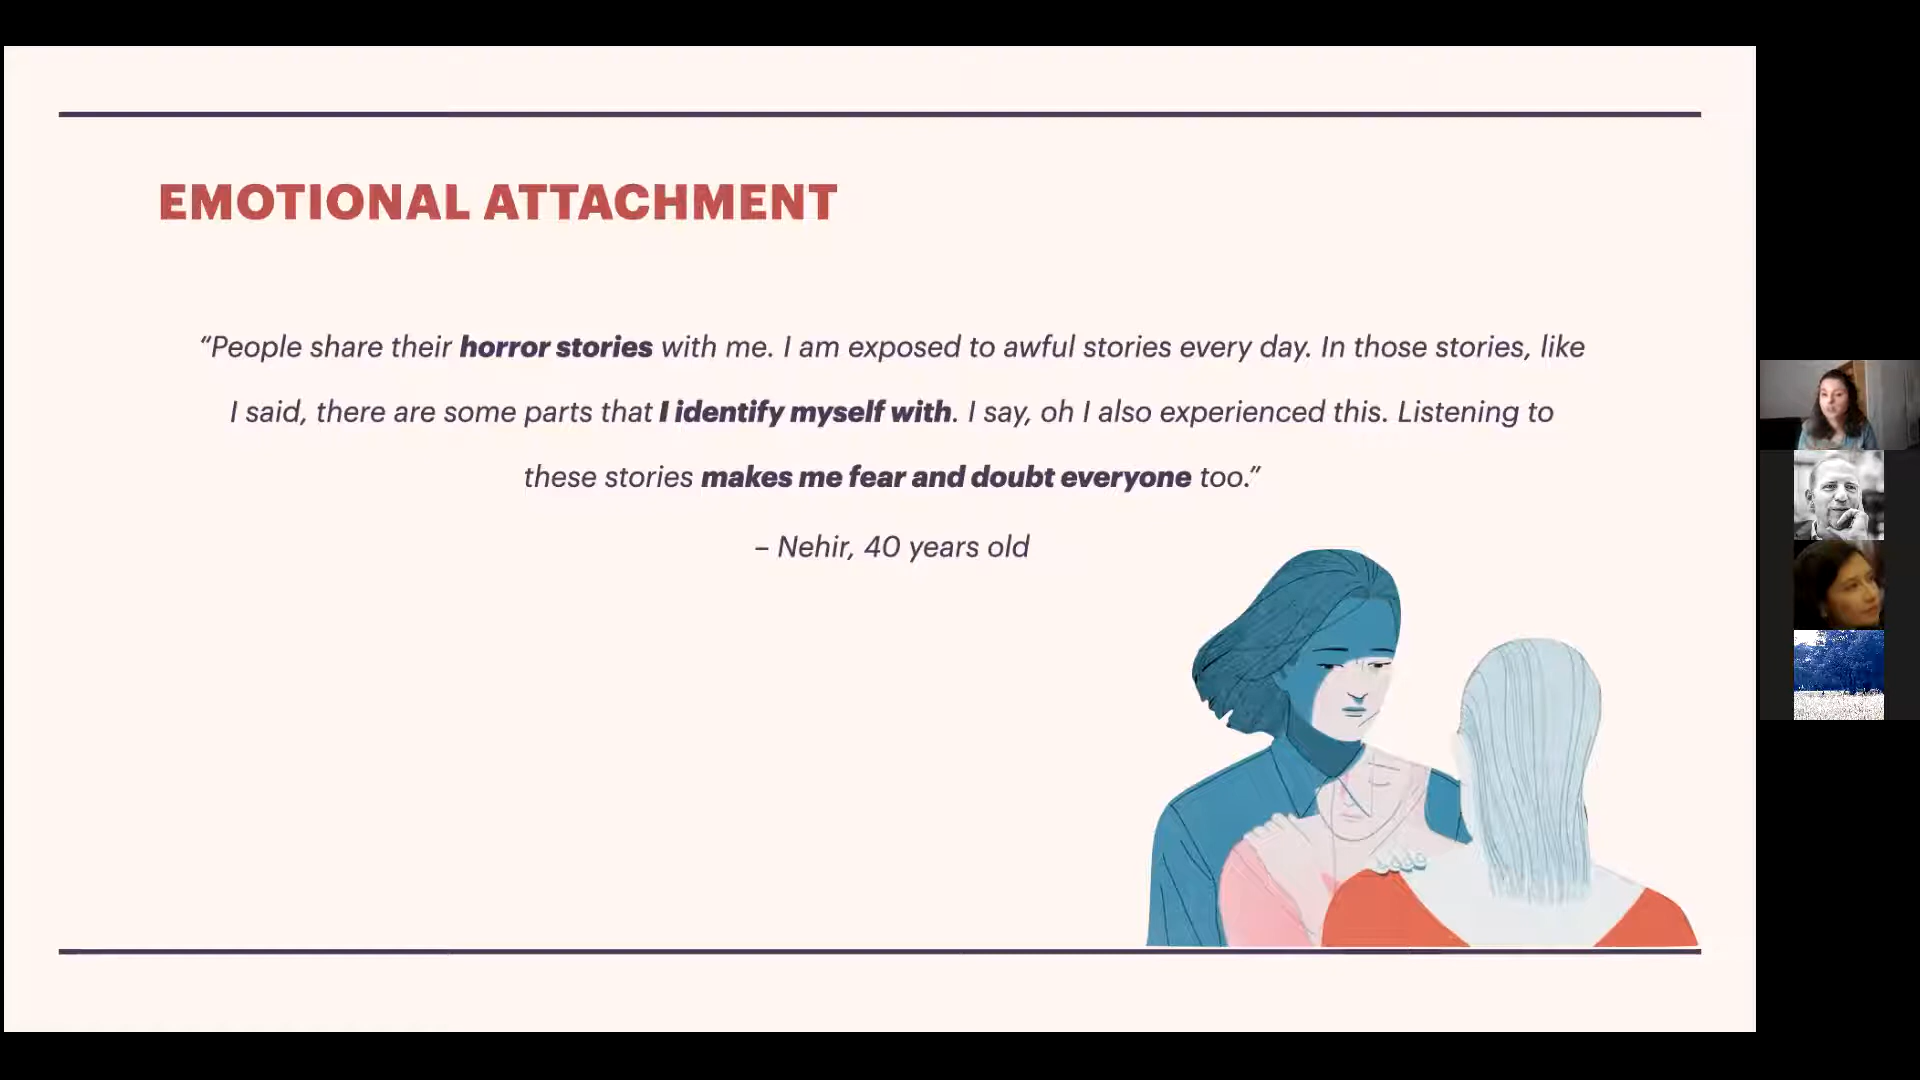 EMOTIONAL ATTACHMENT
“People share their horror stories with me. I am exposed to awful stories every day. In those stories, like
I said, there are some parts that I identify myself with. I say, oh I also experienced this. Listening to
these stories makes me fear and doubt everyone too.”
– Nehir, 40 years old